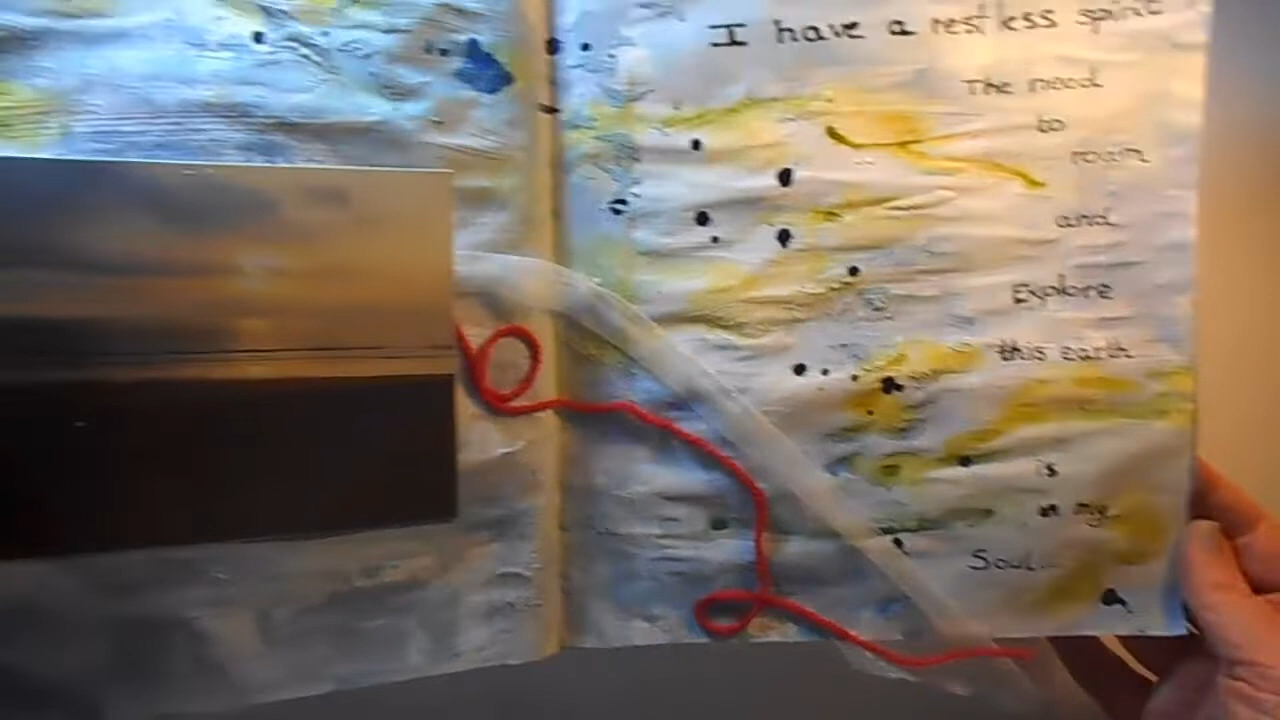 I have a restless spirit
The need
to
roam
and
Explore
this earth
is
in my
Soul..